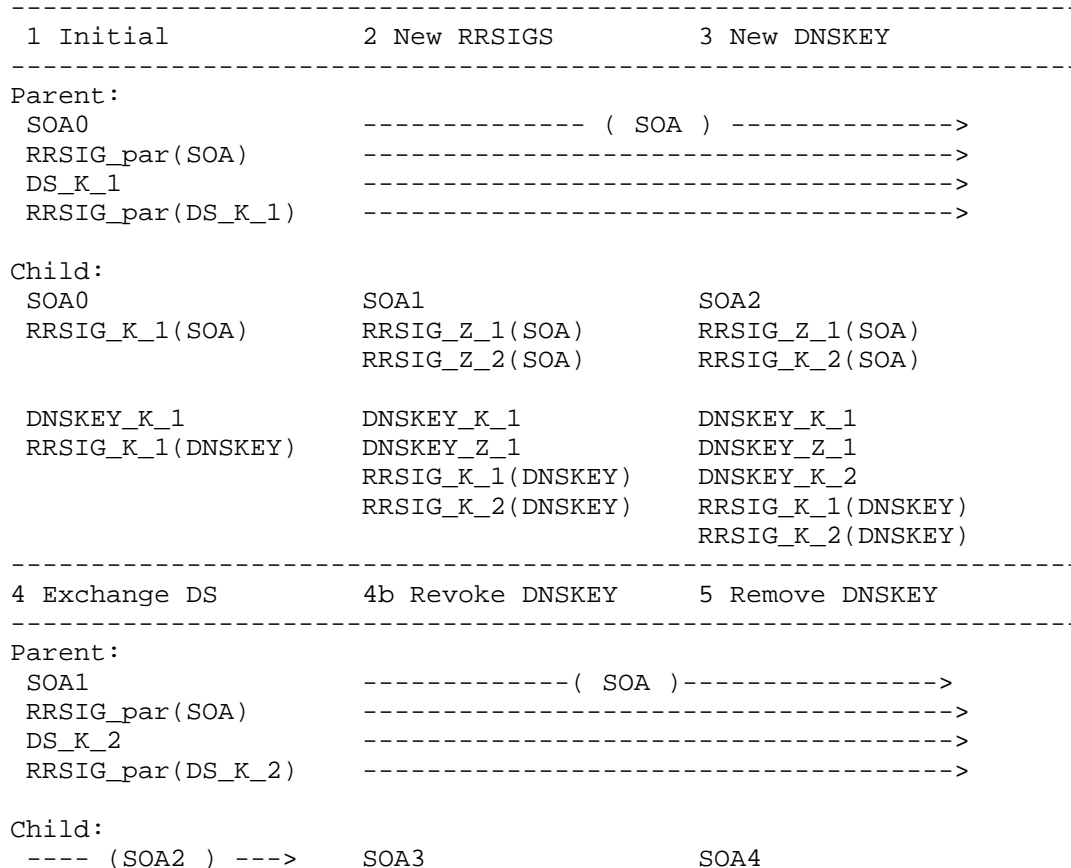 ----------------------------------------------------------------
 1 Initial            2 New RRSIGS         3 New DNSKEY
----------------------------------------------------------------
Parent:
 SOA0                 -------------- ( SOA ) -------------->
 RRSIG_par(SOA)       ------------------------------------->
 DS_K_1               ------------------------------------->
 RRSIG_par(DS_K_1)    ------------------------------------->
Child:
 SOA0                 SOA1                 SOA2
 RRSIG_K_1(SOA)       RRSIG_Z_1(SOA)       RRSIG_Z_1(SOA)
                      RRSIG_Z_2(SOA)       RRSIG_K_2(SOA)
 DNSKEY_K_1           DNSKEY_K_1           DNSKEY_K_1
 RRSIG_K_1(DNSKEY)    DNSKEY_Z_1           DNSKEY_Z_1
                      RRSIG_K_1(DNSKEY)    DNSKEY_K_2
                      RRSIG_K_2(DNSKEY)    RRSIG_K_1(DNSKEY)
                                           RRSIG_K_2(DNSKEY)
----------------------------------------------------------------
4 Exchange DS         4b Revoke DNSKEY     5 Remove DNSKEY
----------------------------------------------------------------
Parent:
 SOA1                 -------------( SOA )---------------->
 RRSIG_par(SOA)       ------------------------------------->
 DS_K_2               ------------------------------------->
 RRSIG_par(DS_K_2)    ------------------------------------->
Child:
 ---- (SOA2 ) --->    SOA3                 SOA4